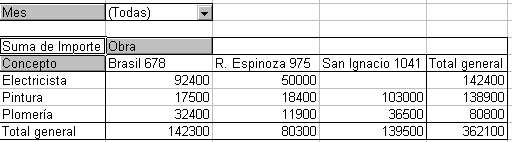 Mes (Todas)
Suma de Importe Obra
Concepto Brasil 678 R. Espinoza 975 San Ignacio 1041 Total general
Electricista 92400 50000 142400
Pintura 17500 18400 103000 138900
Plomería 32400 11900 36500 80800
Total general 142300 80300 139500 362100